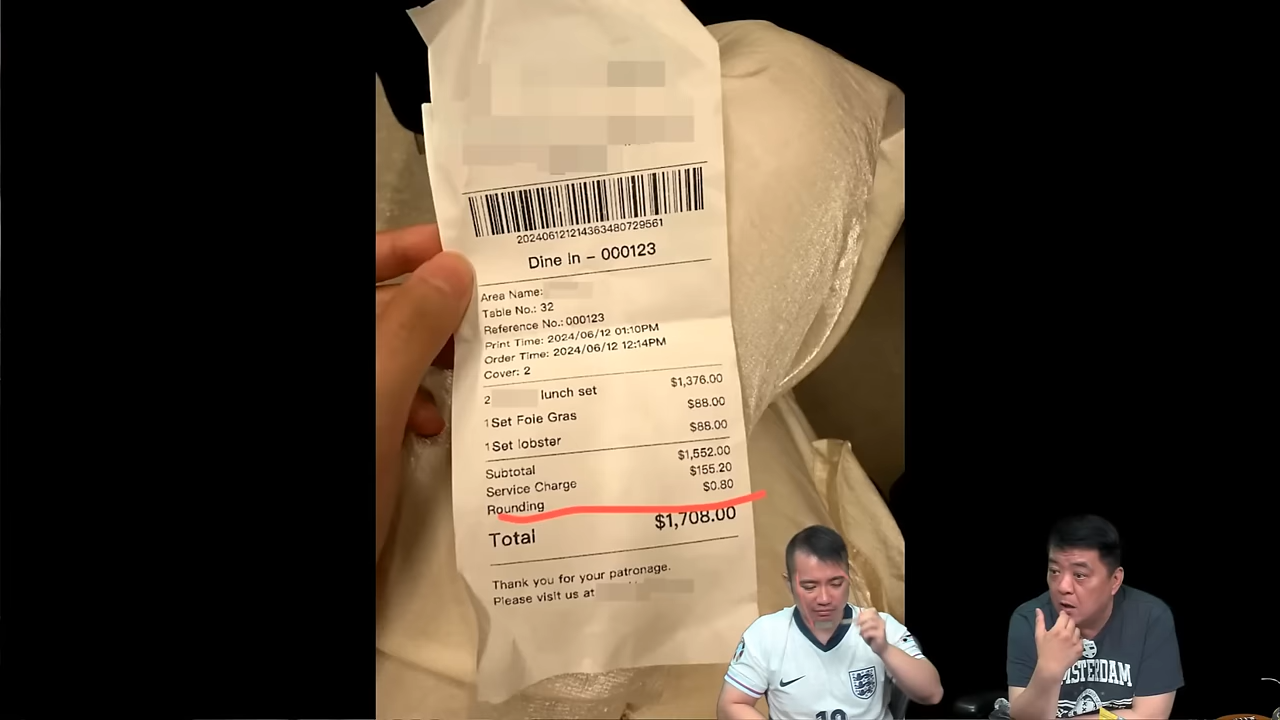 202406121214363480729561
Dine In - 000123
Area Name:
Table No.: 32
Reference No.: 000123
Print Time: 2024/06/12 01:10PM
Order Time: 2024/06/12 12:14PM
Cover: 2
2 lunch set $1,376.00
1 Set Foie Gras $88.00
1 Set lobster $88.00
Subtotal $1,552.00
Service Charge $155.20
Rounding $0.80
Total $1,708.00
Thank you for your patronage.
Please visit us at